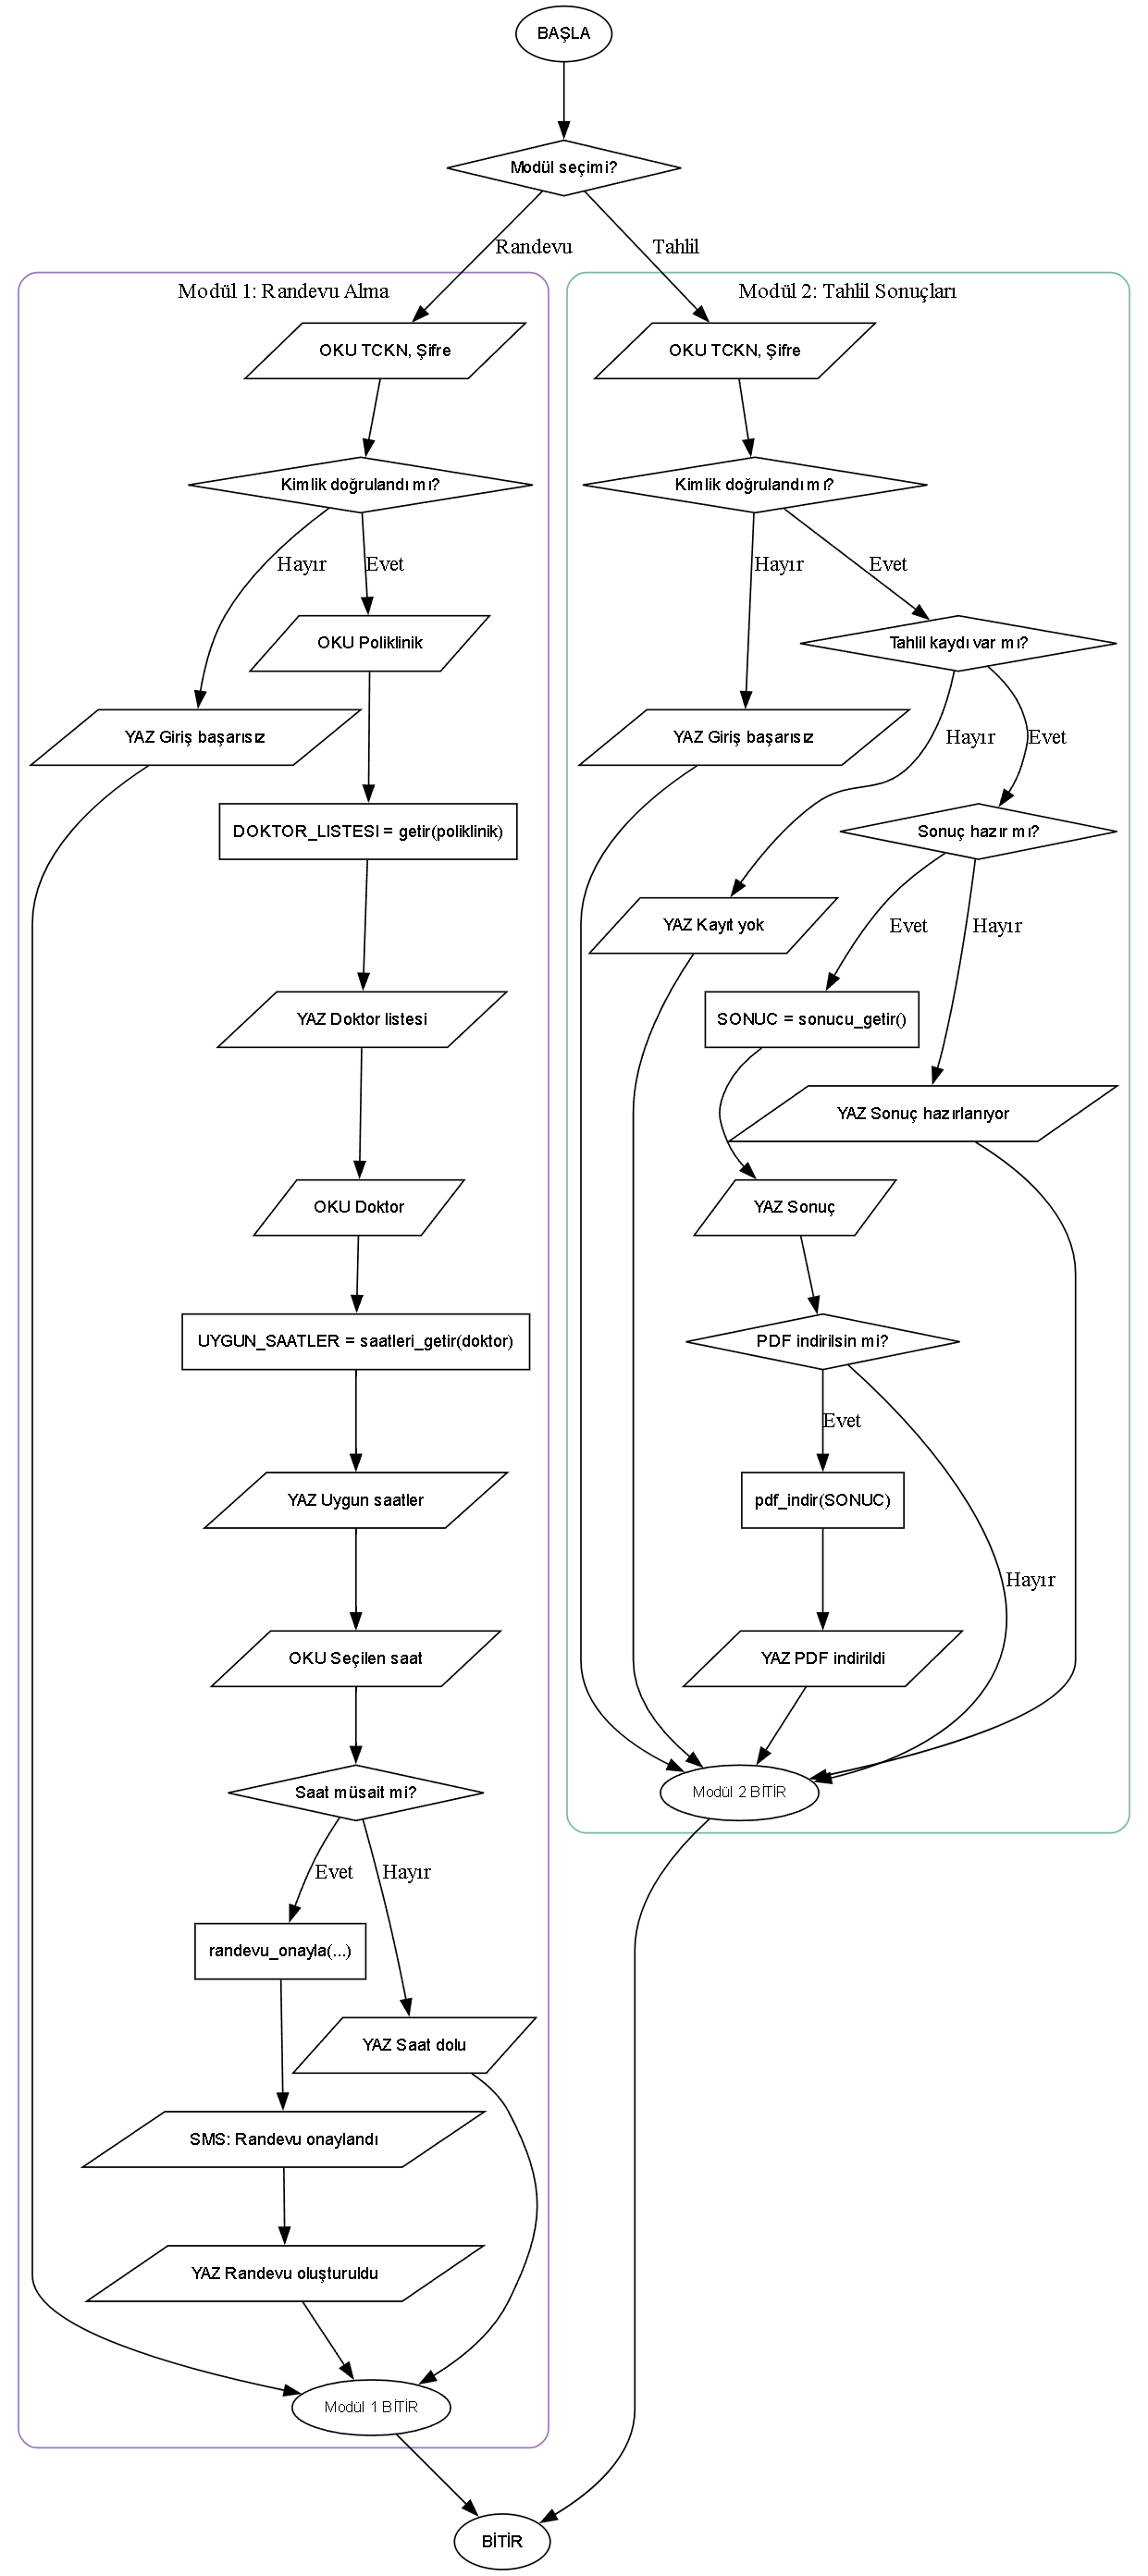 BAŞLA
Modül seçimi?
Randevu
Tahlil
Modül 1: Randevu Alma
OKU TCKN, Şifre
Kimlik doğrulandı mı?
Hayır
Evet
OKU Poliklinik
YAZ Giriş başarısız
DOKTOR_LISTESI = getir(poliklinik)
YAZ Doktor listesi
OKU Doktor
UYGUN_SAATLER = saatleri_getir(doktor)
YAZ Uygun saatler
OKU Seçilen saat
Saat müsait mi?
Evet
Hayır
randevu_onayla(...)
YAZ Saat dolu
SMS: Randevu onaylandı
YAZ Randevu oluşturuldu
Modül 1 BİTİR
Modül 2: Tahlil Sonuçları
OKU TCKN, Şifre
Kimlik doğrulandı mı?
Hayır
Evet
Tahlil kaydı var mı?
YAZ Giriş başarısız
Hayır
Evet
Sonuç hazır mı?
YAZ Kayıt yok
Evet
Hayır
SONUC = sonucu_getir()
YAZ Sonuç hazırlanıyor
YAZ Sonuç
PDF indirilsin mi?
Evet
pdf_indir(SONUC)
Hayır
YAZ PDF indirildi
Modül 2 BİTİR
BİTİR